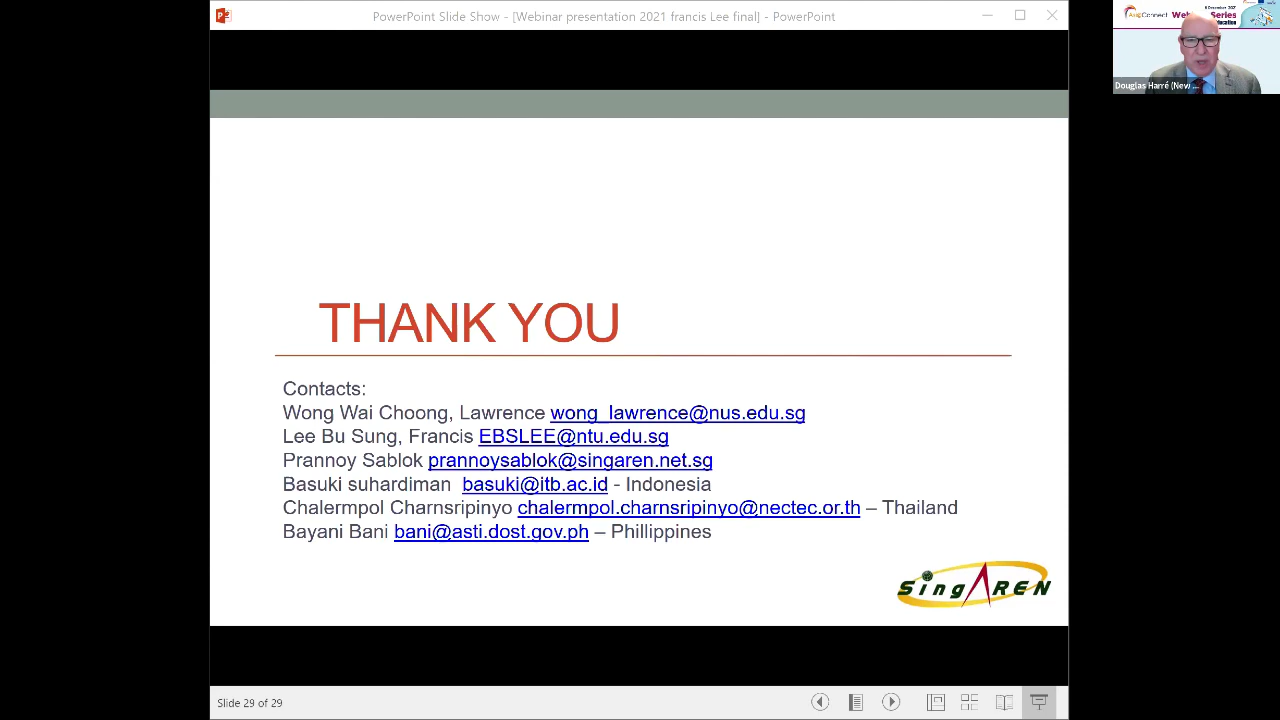 PowerPoint Slide Show - [Webinar presentation 2021 francis Lee final] - PowerPoint
THANK YOU
Contacts:
Wong Wai Choong, Lawrence wong_lawrence@nus.edu.sg
Lee Bu Sung, Francis EBSLEE@ntu.edu.sg
Prannoy Sablok prannoysablok@singaren.net.sg
Basuki suhardiman basuki@itb.ac.id - Indonesia
Chalermpol Charnsripinyo chalermpol.charnsripinyo@nectec.or.th – Thailand
Bayani Bani bani@asti.dost.gov.ph – Phillippines
SingAREN
Slide 29 of 29
Series
Douglas Harré (New ...